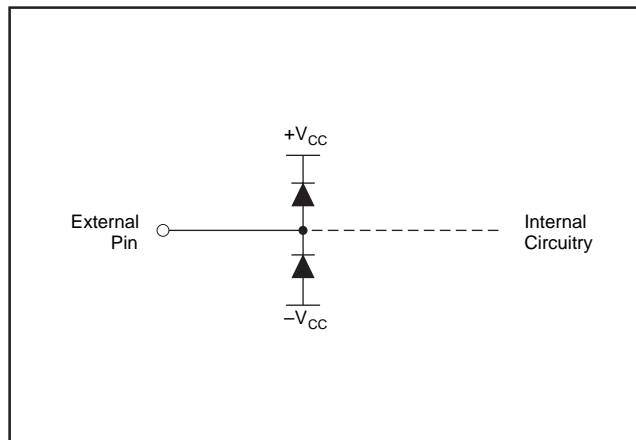 +VCC
External
Pin
Internal
Circuitry
–VCC